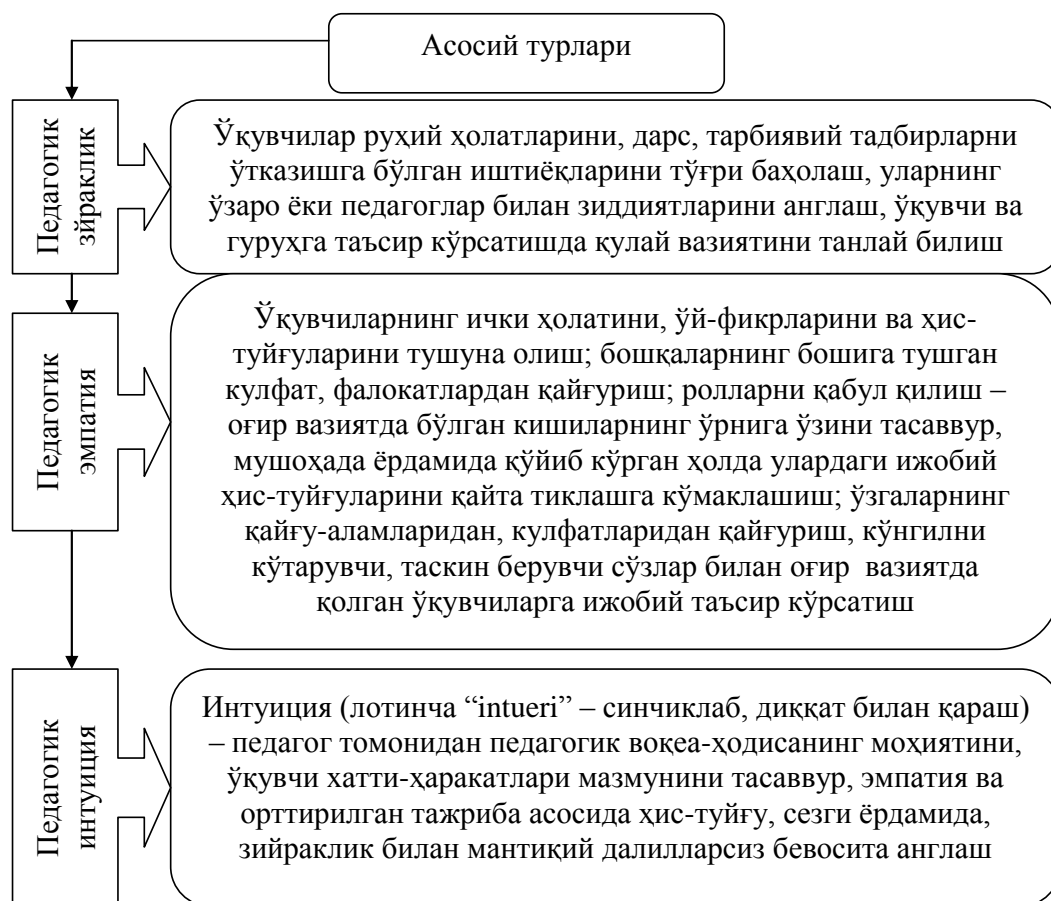 Асосий турлари
Педагогик
зйраклик
Ўқувчилар руҳий ҳолатларини, дарс, тарбиявий тадбирларни
ўтказишга бўлган иштиёқларини тўғри баҳолаш, уларнинг
ўзаро ёки педагоглар билан зиддиятларини англаш, ўқувчи ва
гуруҳга таъсир кўрсатишда қулай вазиятини танлай билиш
Педагогик
эмпатия
Ўқувчиларнинг ички ҳолатини, ўй-фикрларини ва ҳис-
туйғуларини тушуна олиш; бошқаларнинг бошига тушган
кулфат, фалокатлардан қайғуриш; ролларни қабул қилиш –
оғир вазиятда бўлган кишиларнинг ўрнига ўзини тасаввур,
мушоҳада ёрдамида қўйиб кўрган ҳолда улардаги ижобий
ҳис-туйғуларини қайта тиклашга кўмаклашиш; ўзгаларнинг
қайғу-аламларидан, кулфатларидан қайғуриш, кўнгилни
кўтарувчи, таскин берувчи сўзлар билан оғир вазиятда
қолган ўқувчиларга ижобий таъсир кўрсатиш
Педагогик
интуиция
Интуиция (лотинча “intueri” – синчиклаб, диққат билан қараш)
– педагог томонидан педагогик воқеа-ҳодисанинг моҳиятини,
ўқувчи хатти-ҳаракатлари мазмунини тасаввур, эмпатия ва
орттирилган тажриба асосида ҳис-туйғу, сезги ёрдамида,
зийраклик билан мантиқий далилларсиз бевосита англаш